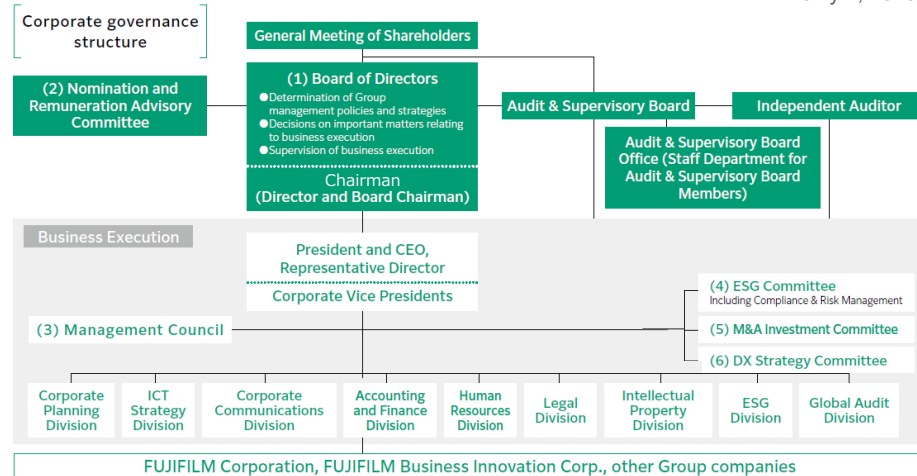 Corporate governance
structure
General Meeting of Shareholders
(2) Nomination and
Remuneration Advisory
Committee
(1) Board of Directors
●Determination of Group
management policies and strategies
●Decisions on important matters relating
to business execution
●Supervision of business execution
Chairman
(Director and Board Chairman)
Audit & Supervisory Board
Independent Auditor
Audit & Supervisory Board
Office (Staff Department for
Audit & Supervisory Board
Members)
Business Execution
President and CEO,
Representative Director
Corporate Vice Presidents
(3) Management Council
(4) ESG Committee
Including Compliance & Risk Management
(5) M&A Investment Committee
(6) DX Strategy Committee
Corporate
Planning
Division
ICT
Strategy
Division
Corporate
Communications
Division
Accounting
and Finance
Division
Human
Resources
Division
Legal
Division
Intellectual
Property
Division
ESG
Division
Global Audit
Division
FUJIFILM Corporation, FUJIFILM Business Innovation Corp., other Group companies